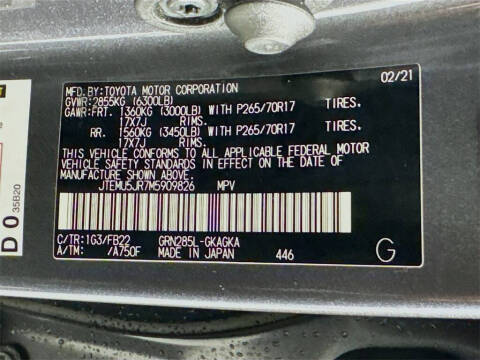 MFD.BY:TOYOTA MOTOR CORPORATION 02/21
GVWR:2855KG (6300LB)
GAWR:FRT. 1360KG (3000LB) WITH P265/70R17 TIRES.
17X7J RIMS.
RR. 1560KG (3450LB) WITH P265/70R17 TIRES.
17X7J RIMS.
THIS VEHICLE CONFORMS TO ALL APPLICABLE FEDERAL MOTOR
VEHICLE SAFETY STANDARDS IN EFFECT ON THE DATE OF
MANUFACTURE SHOWN ABOVE.
JTEMU5JR7M5909826 MPV
C/TR:1G3/FB22 GRN285L-GKAGKA
A/TM: /A750F MADE IN JAPAN 446 G
D 0 35B20